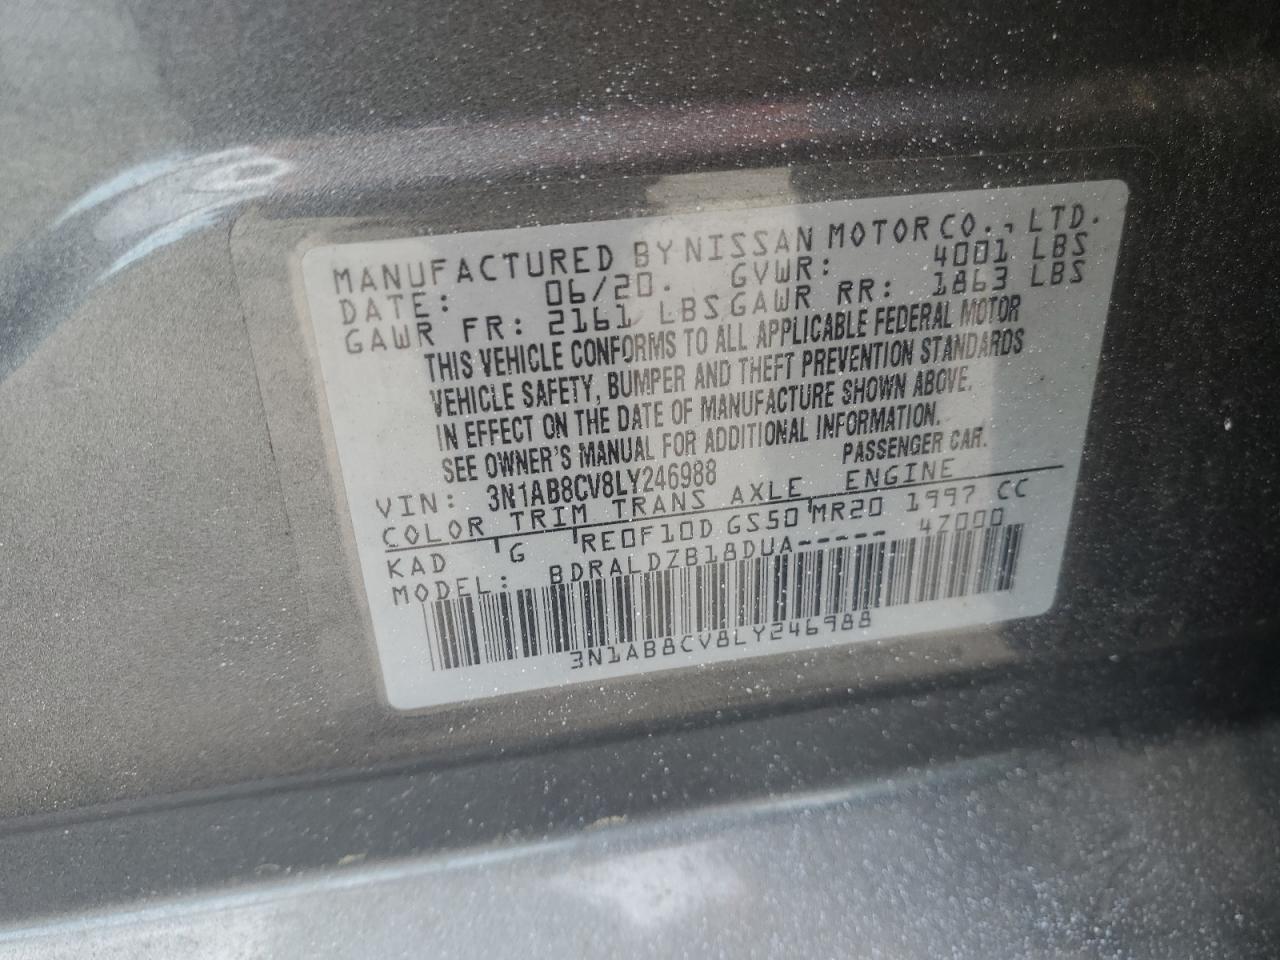 MANUFACTURED BY NISSAN MOTOR CO., LTD.
DATE: 06/20. GVWR: 4001 LBS
GAWR FR: 2161 LBS GAWR RR: 1863 LBS
THIS VEHICLE CONFORMS TO ALL APPLICABLE FEDERAL MOTOR
VEHICLE SAFETY, BUMPER AND THEFT PREVENTION STANDARDS
IN EFFECT ON THE DATE OF MANUFACTURE SHOWN ABOVE.
SEE OWNER'S MANUAL FOR ADDITIONAL INFORMATION.
VIN: 3N1AB8CV8LY246988 PASSENGER CAR.
COLOR TRIM TRANS AXLE ENGINE
KAD G RE0F10D GS50 MR20 1997 CC
MODEL: BDRALDZB18DUA----- 4Z000
3N1AB8CV8LY246988